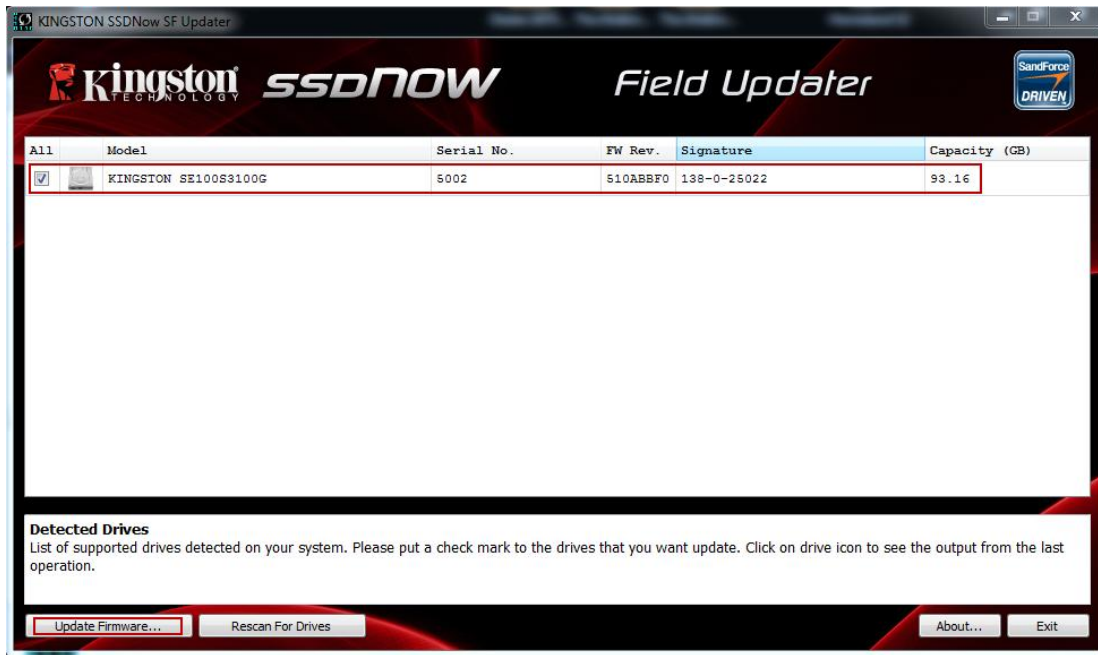 KINGSTON SSDNow SF Updater
Kingston TECHNOLOGY SSDNOW Field Updater SandForce DRIVEN
All Model Serial No. FW Rev. Signature Capacity (GB)
KINGSTON SE100S3100G 5002 510ABBF0 138-0-25022 93.16
Detected Drives
List of supported drives detected on your system. Please put a check mark to the drives that you want update. Click on drive icon to see the output from the last
operation.
Update Firmware... Rescan For Drives About... Exit